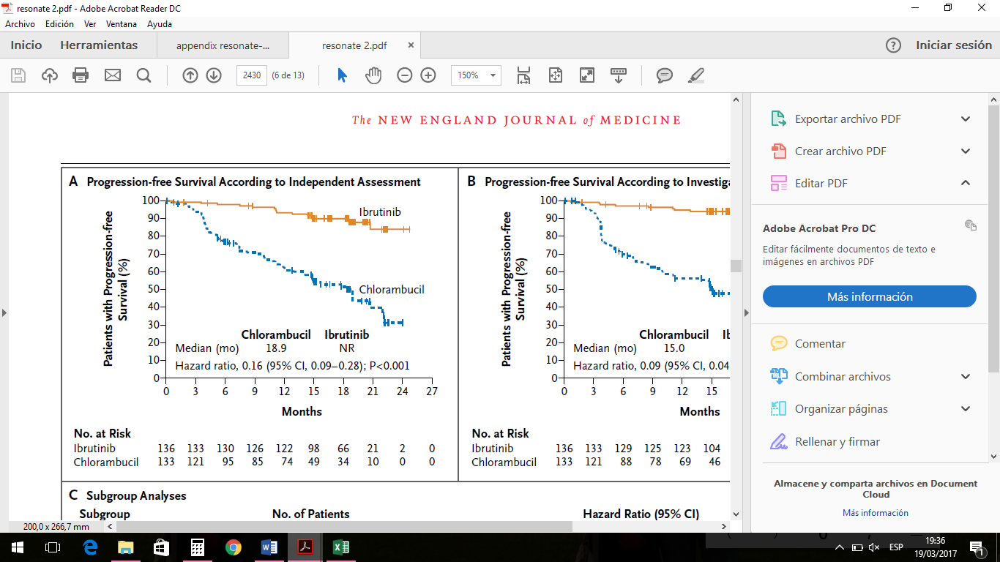 resonate 2.pdf - Adobe Acrobat Reader DC
Archivo Edición Ver Ventana Ayuda
Inicio Herramientas appendix resonate-... resonate 2.pdf × Iniciar sesión
2430 (6 de 13) 150%
The NEW ENGLAND JOURNAL of MEDICINE
A Progression-free Survival According to Independent Assessment
Patients with Progression-free Survival (%)
100
90
80
70
60
50
40
30
20
10
0
Ibrutinib
Chlorambucil
Chlorambucil Ibrutinib
Median (mo) 18.9 NR
Hazard ratio, 0.16 (95% CI, 0.09–0.28); P<0.001
0 3 6 9 12 15 18 21 24 27
Months
No. at Risk
Ibrutinib 136 133 130 126 122 98 66 21 2 0
Chlorambucil 133 121 95 85 74 49 34 10 0 0
B Progression-free Survival According to Investiga
Patients with Progression-free Survival (%)
100
90
80
70
60
50
40
30
20
10
0
Chlorambucil Ib
Median (mo) 15.0
Hazard ratio, 0.09 (95% CI, 0.04
0 3 6 9 12 15
Months
No. at Risk
Ibrutinib 136 133 129 125 123 104
Chlorambucil 133 121 88 78 69 46
C Subgroup Analyses
Subgroup No. of Patients Hazard Ratio (95% CI)
200,0 x 266,7 mm
Exportar archivo PDF
Crear archivo PDF
Editar PDF
Adobe Acrobat Pro DC
Editar fácilmente documentos de texto e
imágenes en archivos PDF
Más información
Comentar
Combinar archivos
Organizar páginas
Rellenar y firmar
Almacene y comparta archivos en Document
Cloud
Más información
ESP
19:36
19/03/2017
1